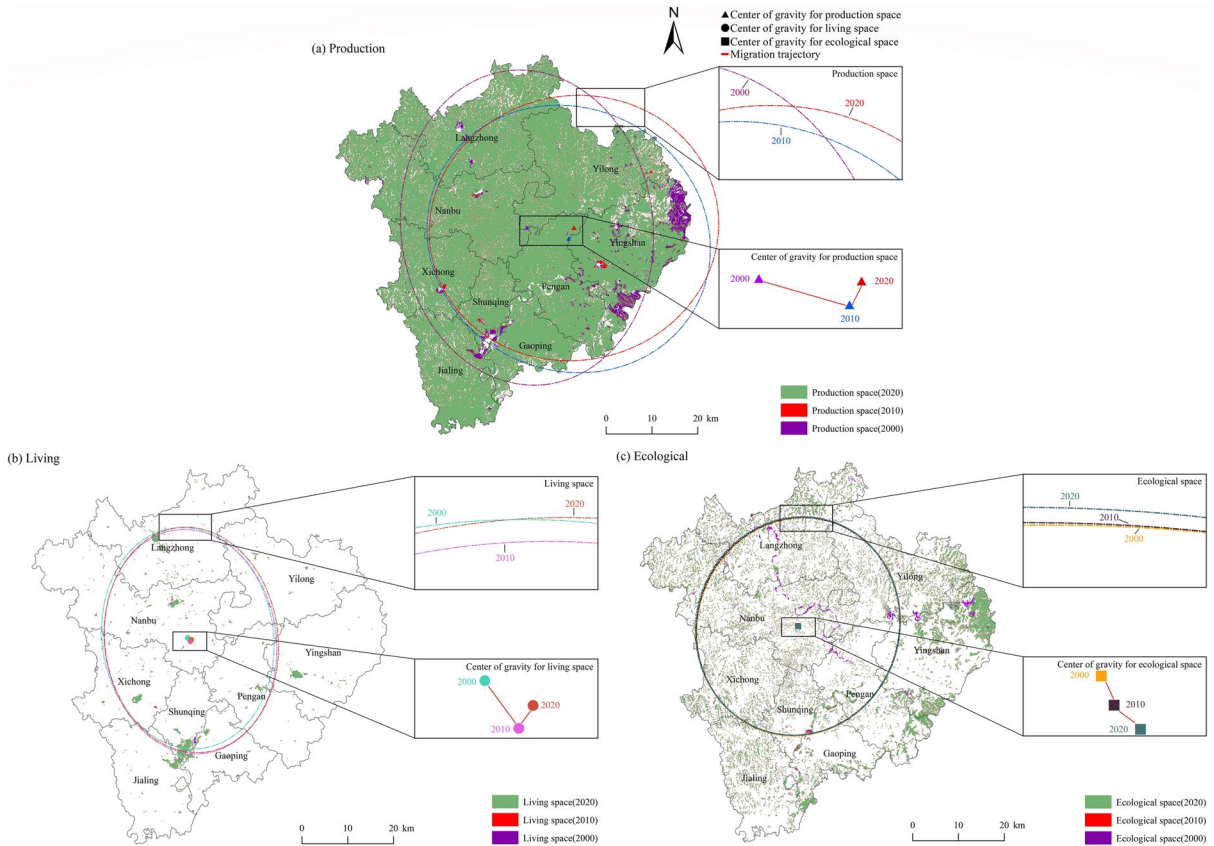 N
Center of gravity for production space
Center of gravity for living space
Center of gravity for ecological space
Migration trajectory
(a) Production
Production space
2000
2020
2010
Langzhong
Yilong
Nanbu
Yingshan
Xichong
Pengan
Shunqing
Gaoping
Jialing
Center of gravity for production space
2000
2020
2010
Production space(2020)
Production space(2010)
Production space(2000)
0 10 20 km
(b) Living
Living space
2000
2020
2010
Langzhong
Yilong
Nanbu
Yingshan
Xichong
Pengan
Shunqing
Gaoping
Jialing
Center of gravity for living space
2000
2020
2010
Living space(2020)
Living space(2010)
Living space(2000)
0 10 20 km
(c) Ecological
Ecological space
2020
2010
2000
Langzhong
Yilong
Nanbu
Yingshan
Xichong
Pengan
Shunqing
Gaoping
Jialing
Center of gravity for ecological space
2000
2010
2020
Ecological space(2020)
Ecological space(2010)
Ecological space(2000)
0 10 20 km